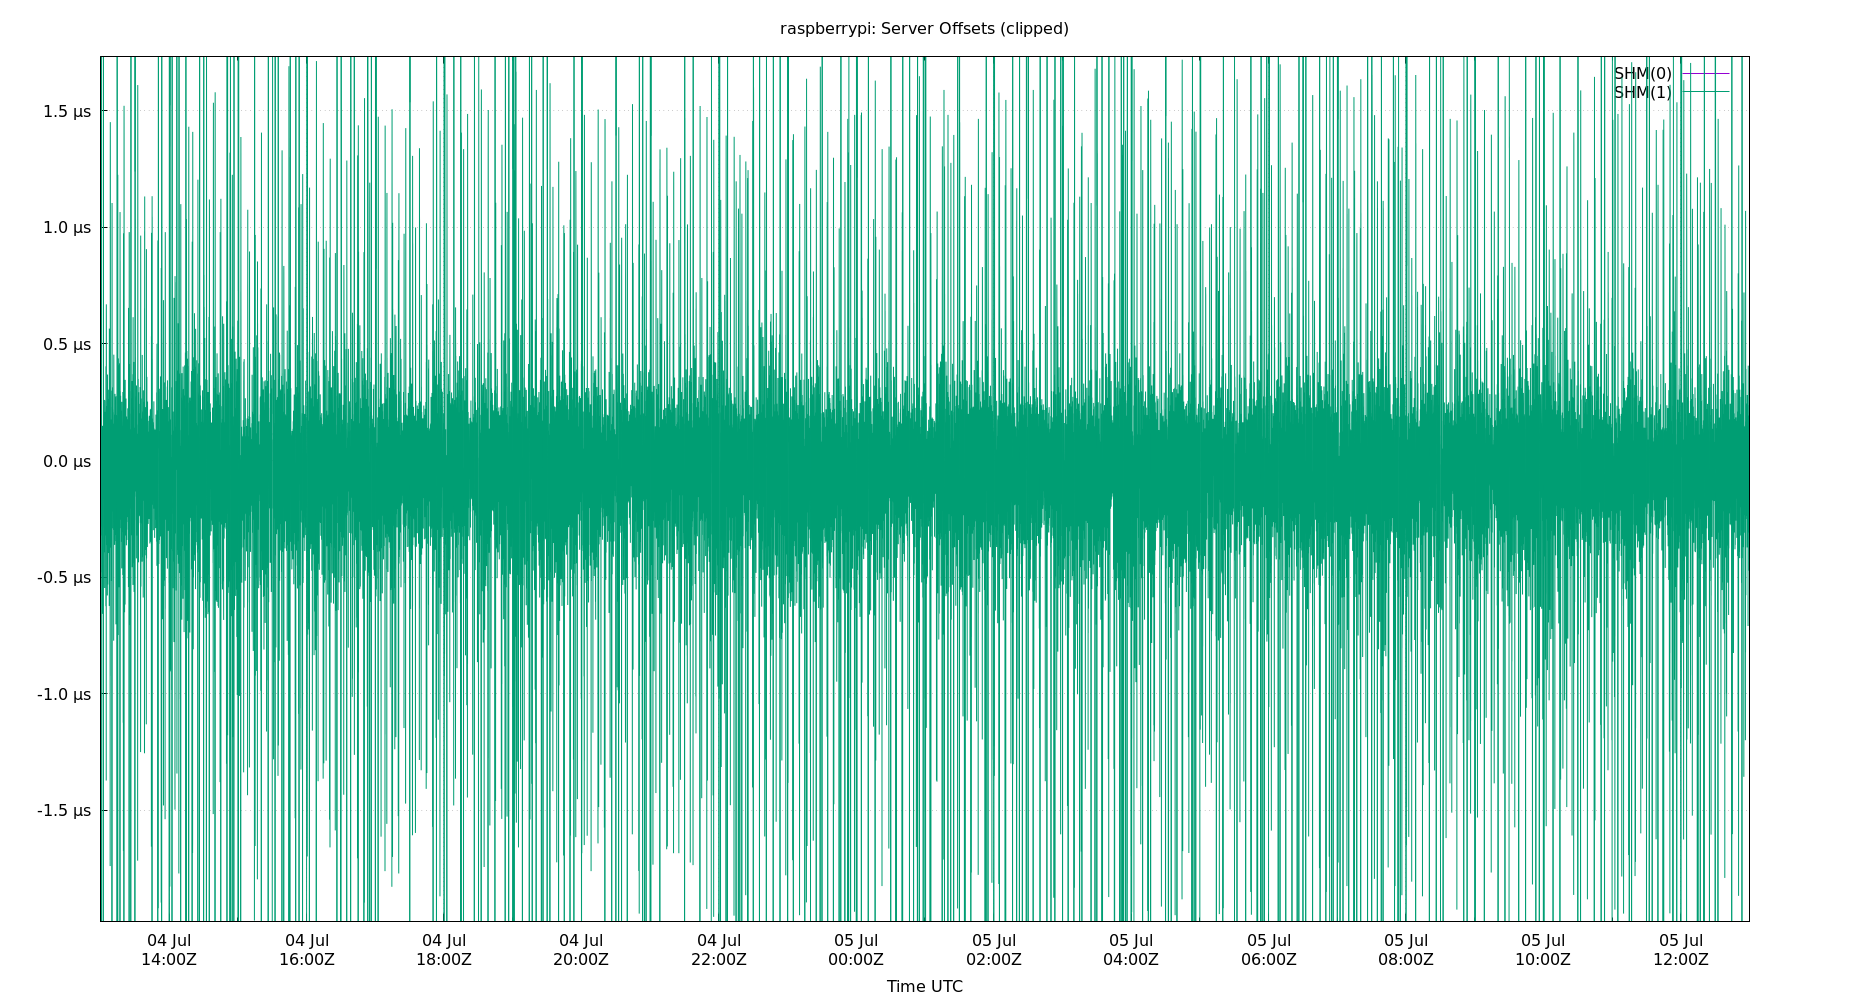 raspberrypi: Server Offsets (clipped)
SHM(0)
SHM(1)
1.5 µs
1.0 µs
0.5 µs
0.0 µs
-0.5 µs
-1.0 µs
-1.5 µs
04 Jul 04 Jul 04 Jul 04 Jul 04 Jul 05 Jul 05 Jul 05 Jul 05 Jul 05 Jul 05 Jul 05 Jul
14:00Z 16:00Z 18:00Z 20:00Z 22:00Z 00:00Z 02:00Z 04:00Z 06:00Z 08:00Z 10:00Z 12:00Z
Time UTC